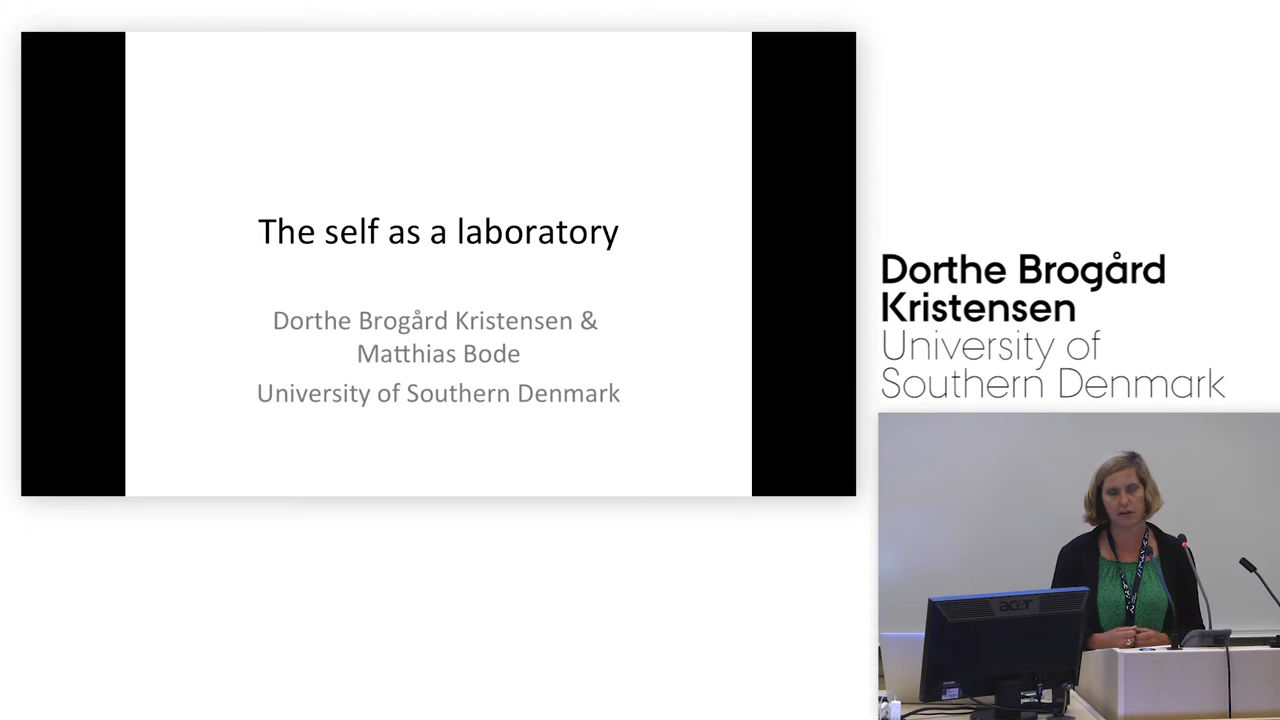 The self as a laboratory
Dorthe Brogård Kristensen &
Matthias Bode
University of Southern Denmark
Dorthe Brogård
Kristensen
University of
Southern Denmark
acer